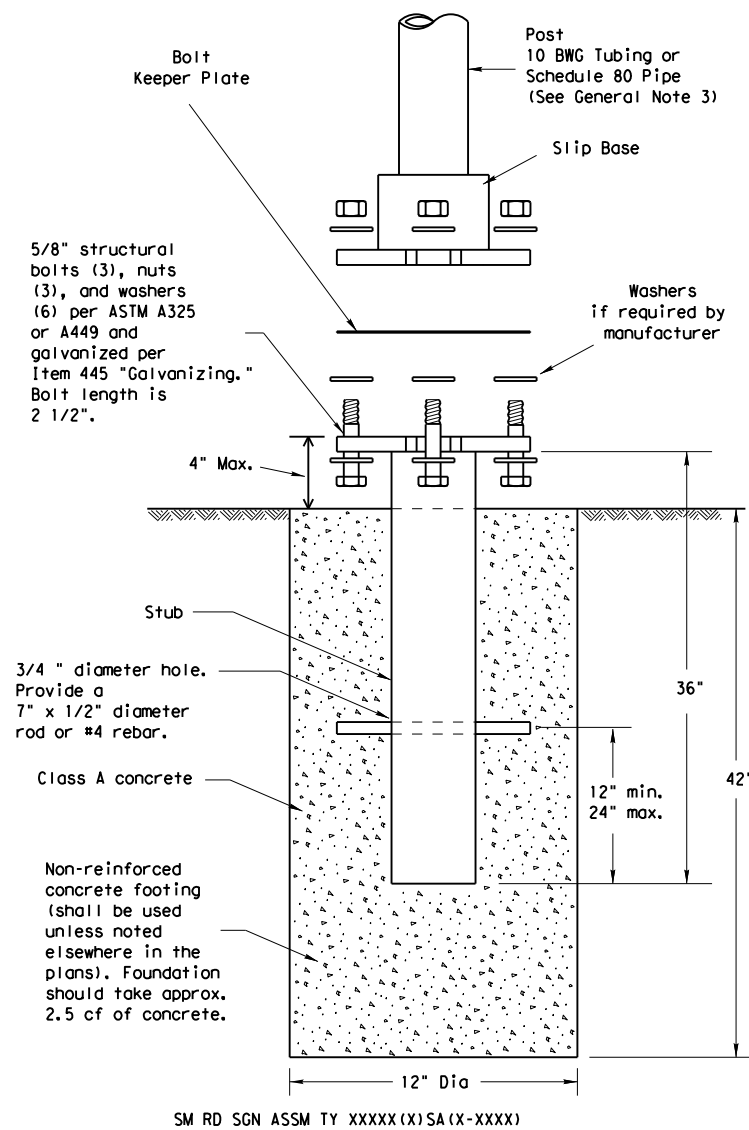 Bolt
Keeper Plate
Post
10 BWG Tubing or
Schedule 80 Pipe
(See General Note 3)
Slip Base
5/8" structural
bolts (3), nuts
(3), and washers
(6) per ASTM A325
or A449 and
galvanized per
Item 445 "Galvanizing."
Bolt length is
2 1/2".
Washers
if required by
manufacturer
4" Max.
Stub
3/4 " diameter hole.
Provide a
7" x 1/2" diameter
rod or #4 rebar.
36"
Class A concrete
12" min.
24" max.
42"
Non-reinforced
concrete footing
(shall be used
unless noted
elsewhere in the
plans). Foundation
should take approx.
2.5 cf of concrete.
12" Dia
SM RD SGN ASSM TY XXXXX(X)SA(X-XXXX)